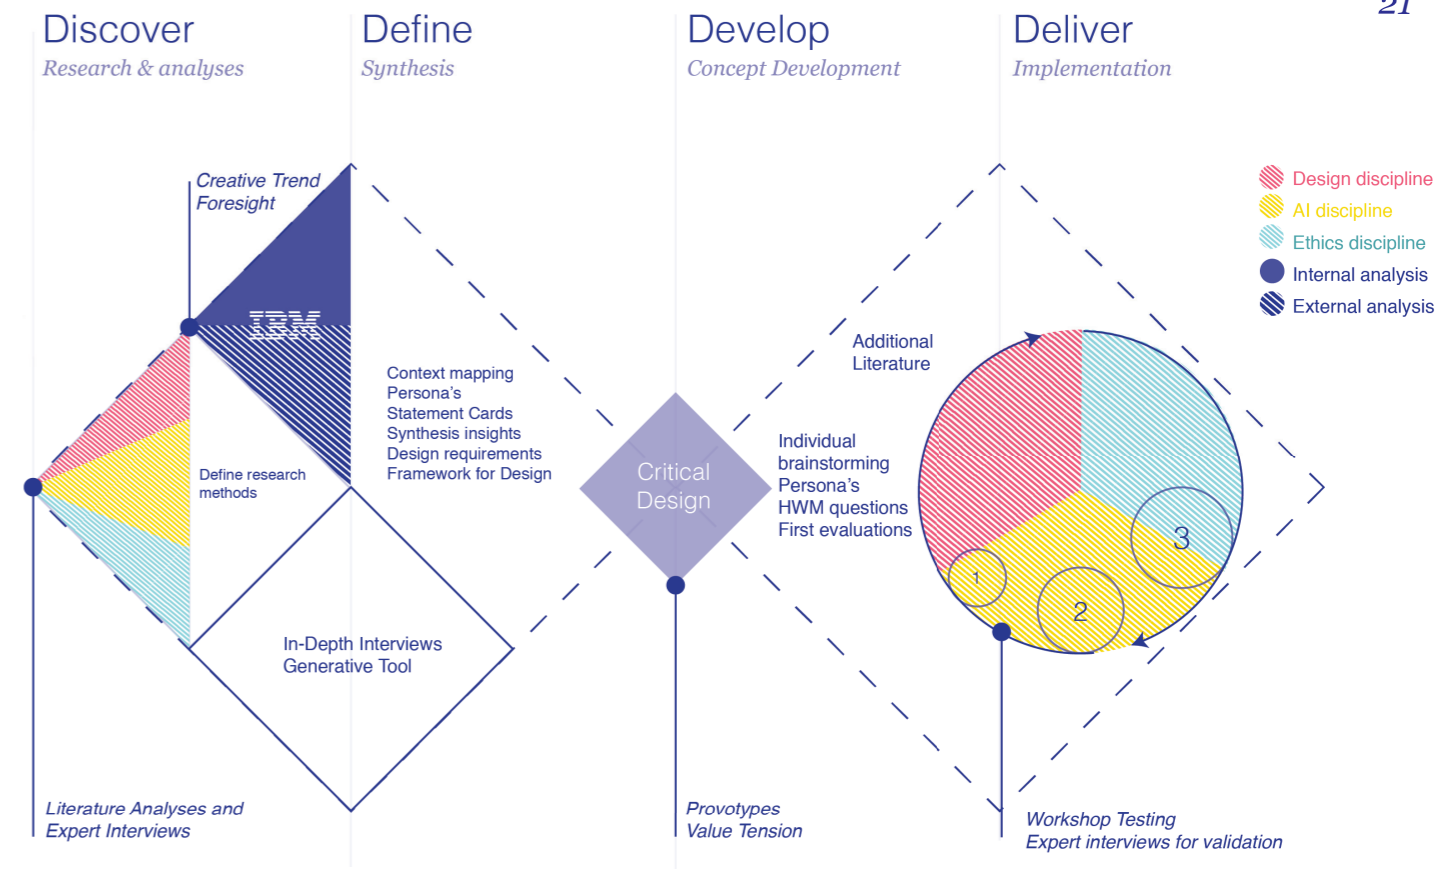 21
Discover
Research & analyses
Define
Synthesis
Develop
Concept Development
Deliver
Implementation
Creative Trend
Foresight
IBM
Define research
methods
Context mapping
Persona's
Statement Cards
Synthesis insights
Design requirements
Framework for Design
In-Depth Interviews
Generative Tool
Literature Analyses and
Expert Interviews
Critical
Design
Provotypes
Value Tension
Additional
Literature
Individual
brainstorming
Persona's
HWM questions
First evaluations
1
2
3
Workshop Testing
Expert interviews for validation
Design discipline
AI discipline
Ethics discipline
Internal analysis
External analysis